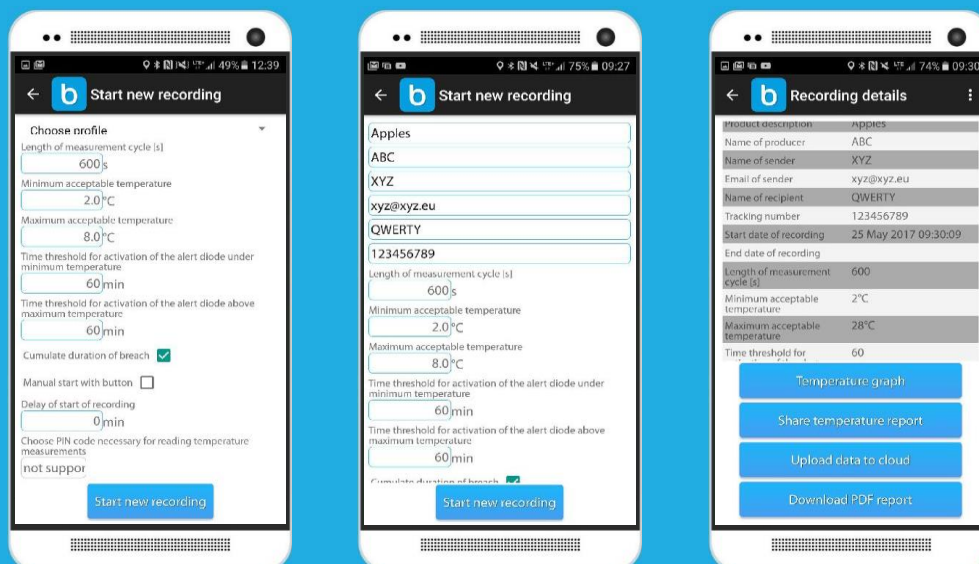 49% 12:39
b Start new recording
Choose profile
Length of measurement cycle [s]
600 s
Minimum acceptable temperature
2.0 °C
Maximum acceptable temperature
8.0 °C
Time threshold for activation of the alert diode under
minimum temperature
60 min
Time threshold for activation of the alert diode above
maximum temperature
60 min
Cumulate duration of breach
Manual start with button
Delay of start of recording
0 min
Choose PIN code necessary for reading temperature
measurements
not suppor
Start new recording
75% 09:27
b Start new recording
Apples
ABC
XYZ
xyz@xyz.eu
QWERTY
123456789
Length of measurement cycle [s]
600 s
Minimum acceptable temperature
2.0 °C
Maximum acceptable temperature
8.0 °C
Time threshold for activation of the alert diode under
minimum temperature
60 min
Time threshold for activation of the alert diode above
maximum temperature
60 min
Cumulate duration of breach
Start new recording
74% 09:30
b Recording details
Product description Apples
Name of producer ABC
Name of sender XYZ
Email of sender xyz@xyz.eu
Name of recipient QWERTY
Tracking number 123456789
Start date of recording 25 May 2017 09:30:09
End date of recording
Length of measurement 600
cycle [s]
Minimum acceptable 2°C
temperature
Maximum acceptable 28°C
temperature
Time threshold for 60
Temperature graph
Share temperature report
Upload data to cloud
Download PDF report